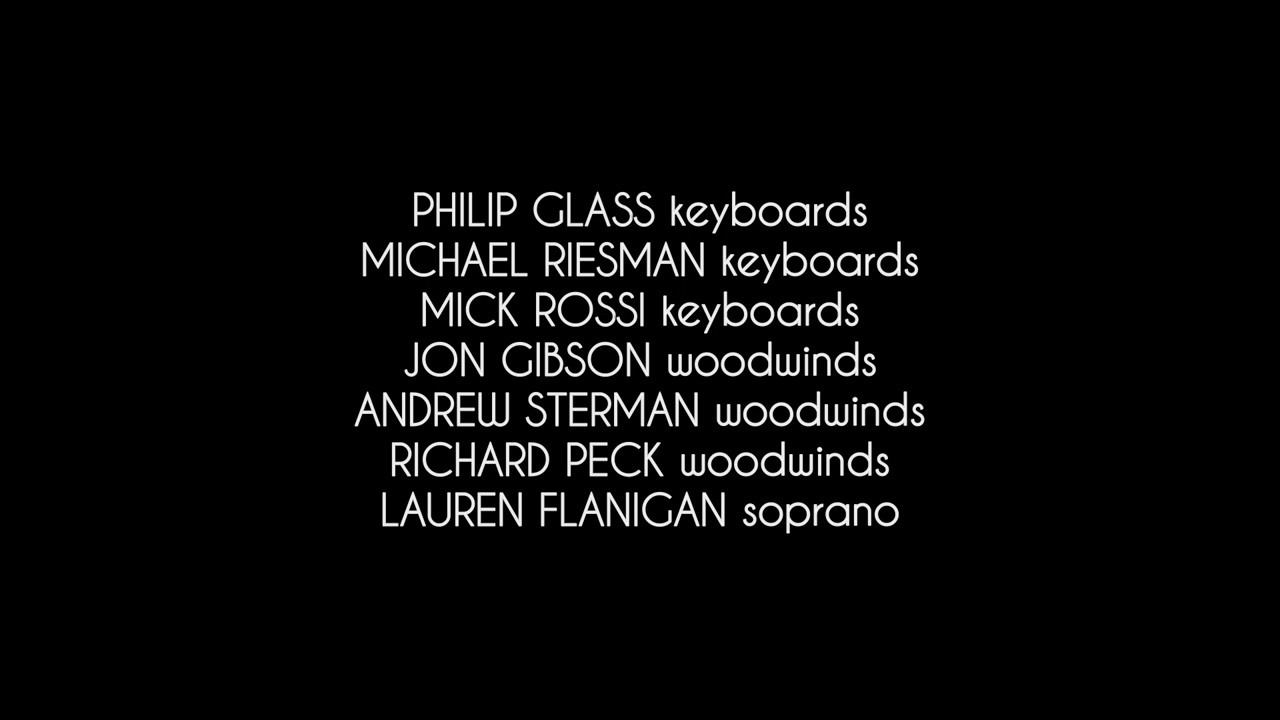 PHILIP GLASS keyboards
MICHAEL RIESMAN keyboards
MICK ROSSI keyboards
JON GIBSON woodwinds
ANDREW STERMAN woodwinds
RICHARD PECK woodwinds
LAUREN FLANIGAN soprano